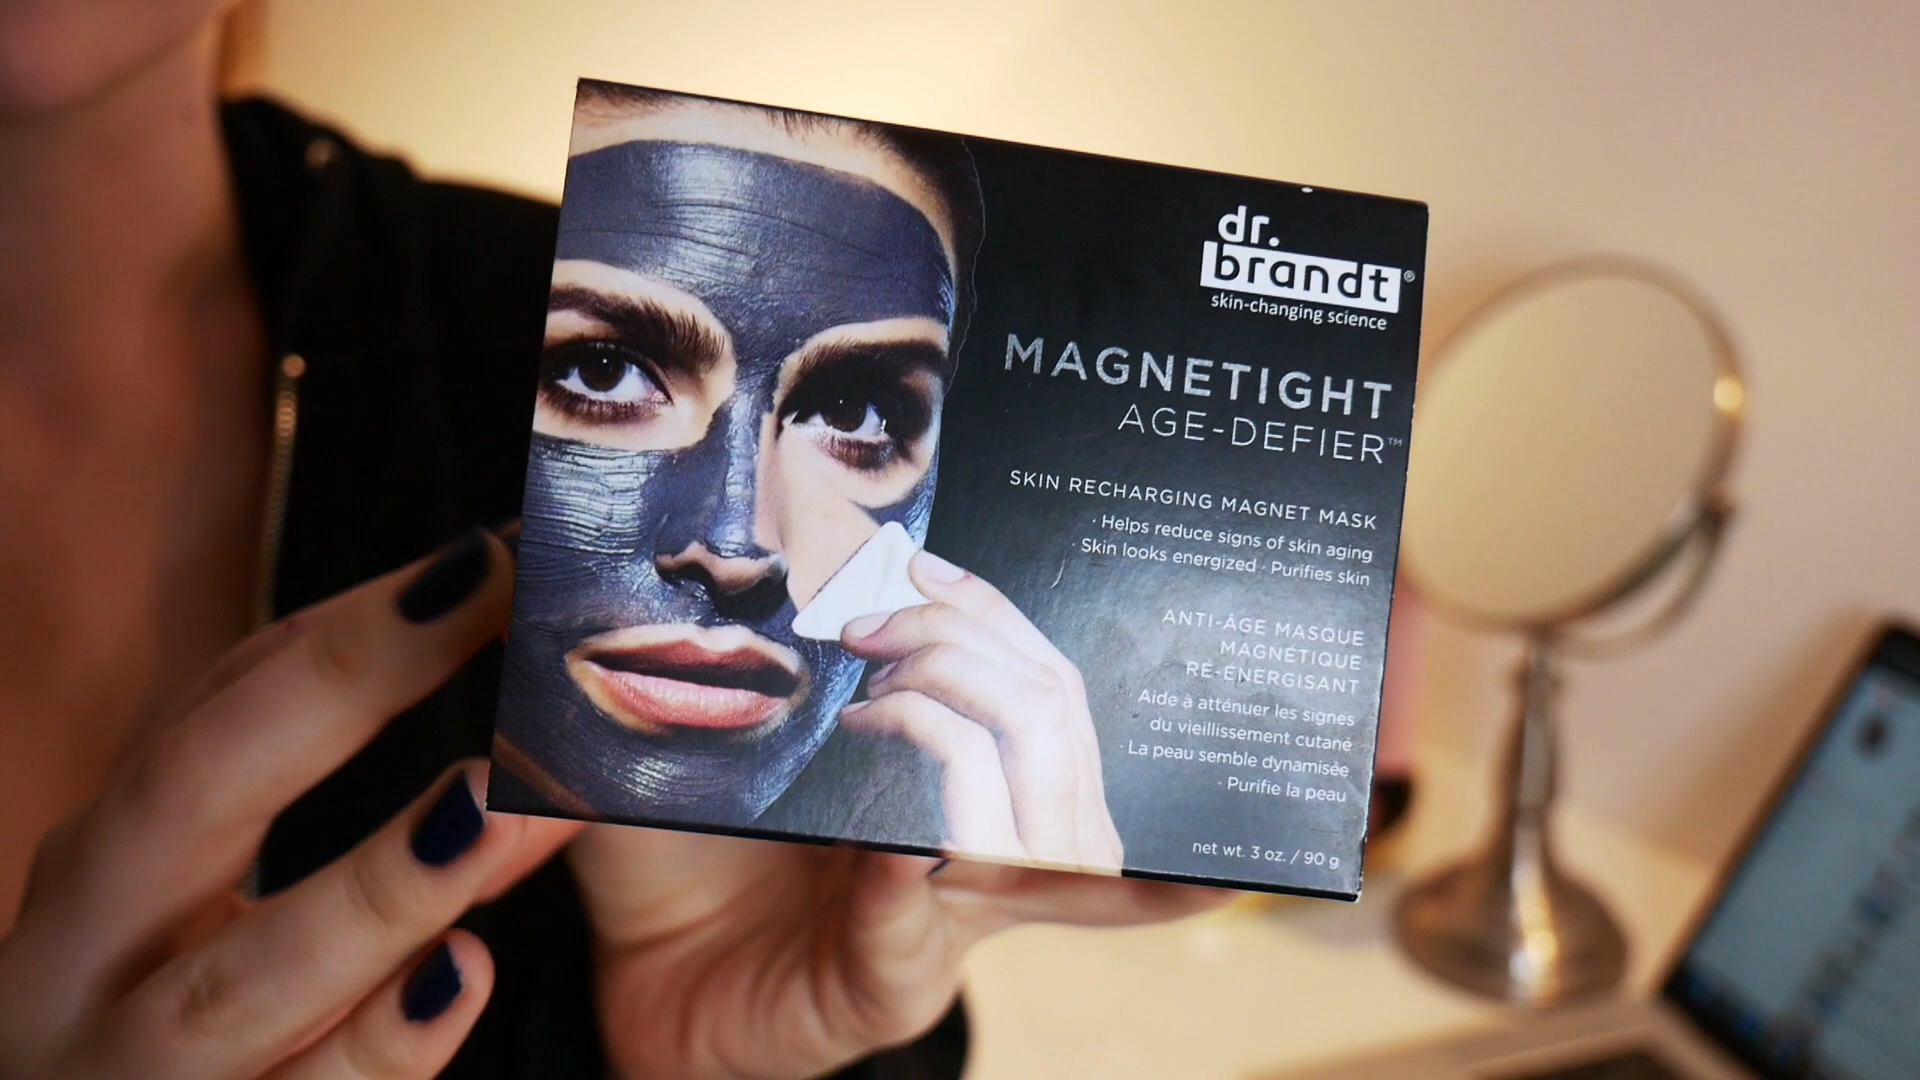 dr.
brandt®
skin-changing science
MAGNETIGHT
AGE-DEFIER™
SKIN RECHARGING MAGNET MASK
· Helps reduce signs of skin aging
· Skin looks energized · Purifies skin
ANTI-ÂGE MASQUE
MAGNÉTIQUE
RÉ-ÉNERGISANT
Aide à atténuer les signes
du vieillissement cutané
· La peau semble dynamisée
· Purifie la peau
net wt. 3 oz. / 90 g